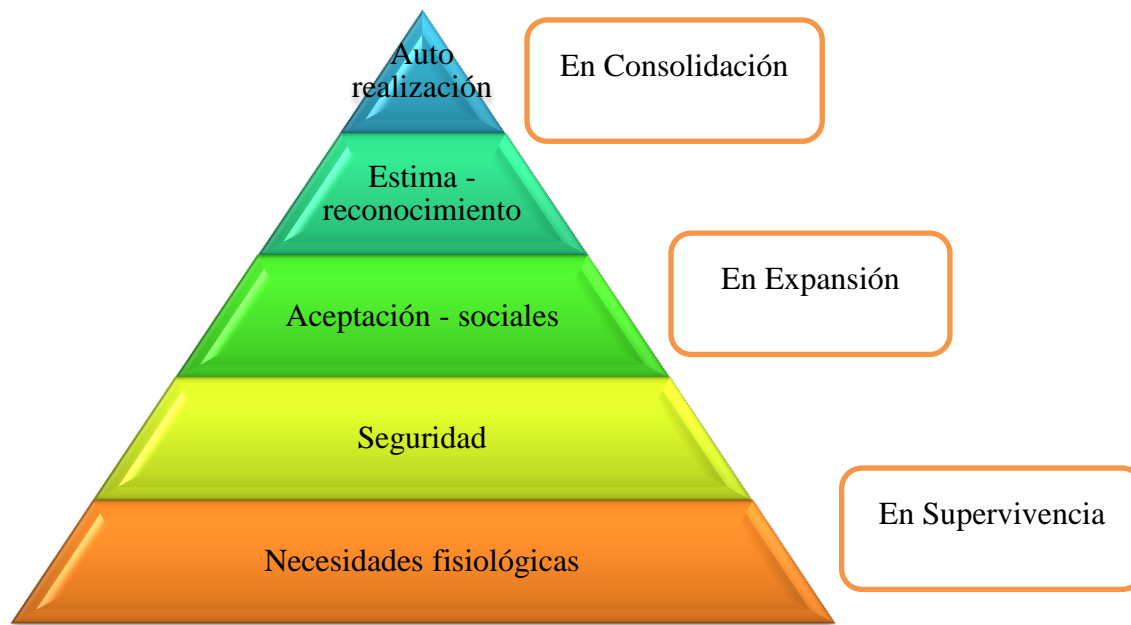 Auto
realización
En Consolidación
Estima -
reconocimiento
En Expansión
Aceptación - sociales
Seguridad
En Supervivencia
Necesidades fisiológicas